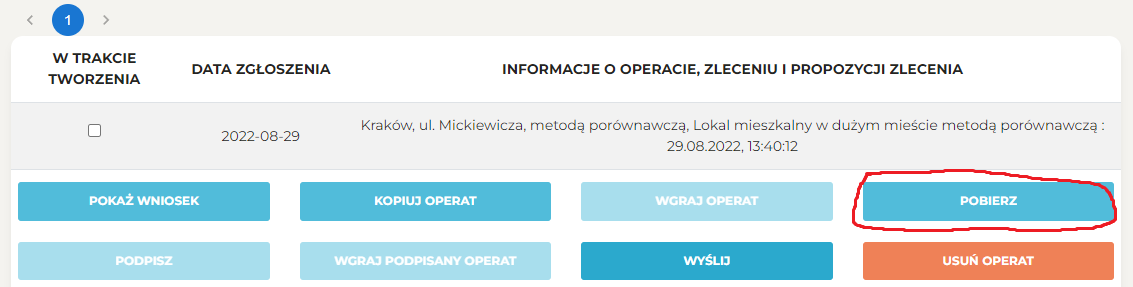 1
W TRAKCIE TWORZENIA
DATA ZGŁOSZENIA
INFORMACJE O OPERACIE, ZLECENIU I PROPOZYCJI ZLECENIA
2022-08-29
Kraków, ul. Mickiewicza, metodą porównawczą, Lokal mieszkalny w dużym mieście metodą porównawczą :
29.08.2022, 13:40:12
POKAŻ WNIOSEK
KOPIUJ OPERAT
WGRAJ OPERAT
POBIERZ
PODPISZ
WGRAJ PODPISANY OPERAT
WYŚLIJ
USUŃ OPERAT